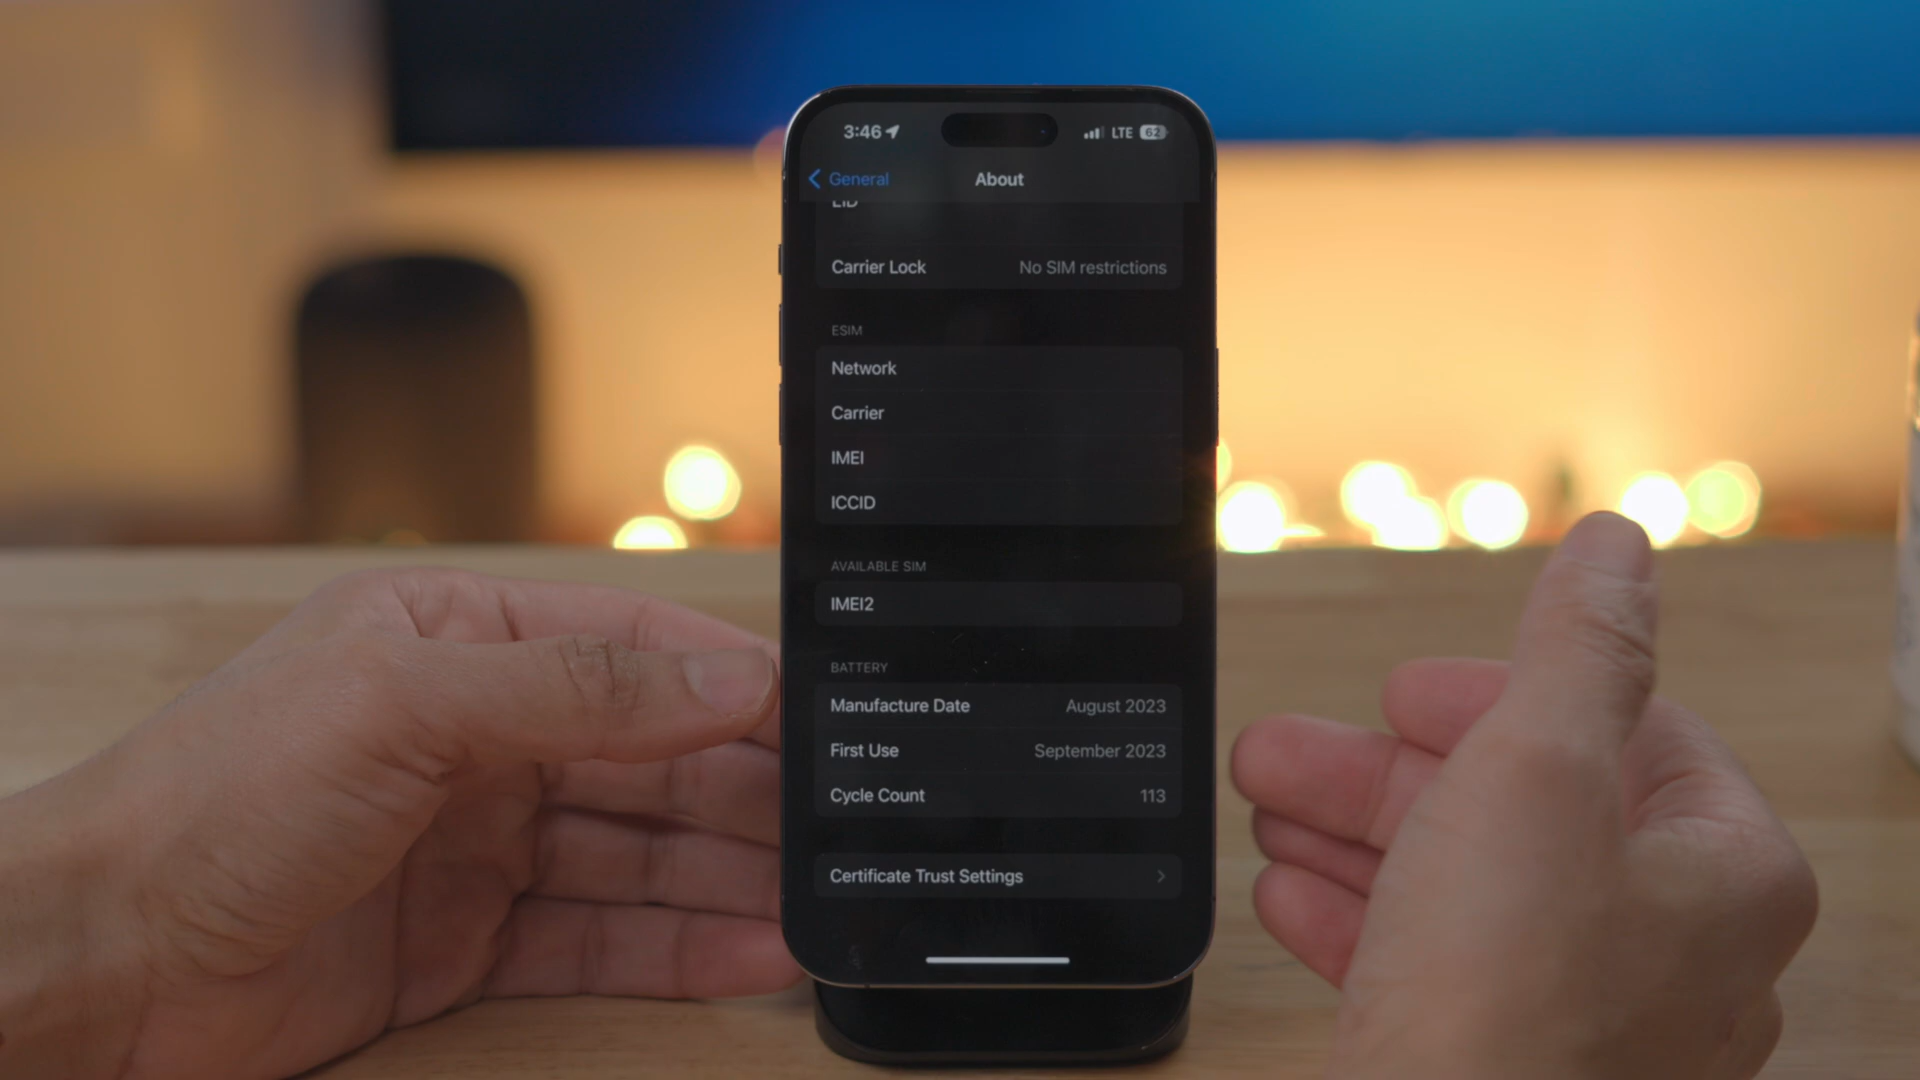 3:46 LTE 62
General About
EID
Carrier Lock No SIM restrictions
ESIM
Network
Carrier
IMEI
ICCID
AVAILABLE SIM
IMEI2
BATTERY
Manufacture Date August 2023
First Use September 2023
Cycle Count 113
Certificate Trust Settings